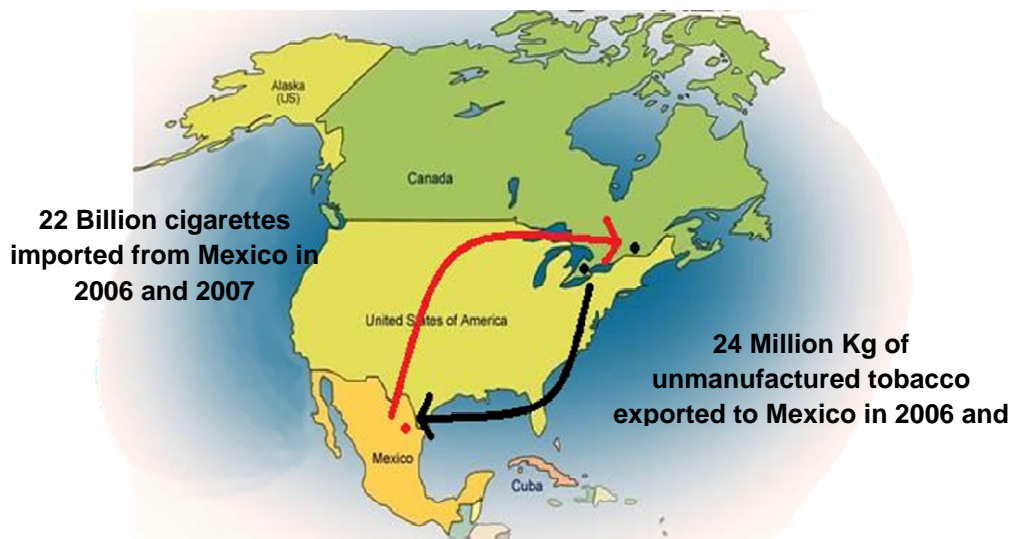 Alaska
(US)
Canada
22 Billion cigarettes
imported from Mexico in
2006 and 2007
United States of America
24 Million Kg of
unmanufactured tobacco
exported to Mexico in 2006 and
Mexico
Cuba